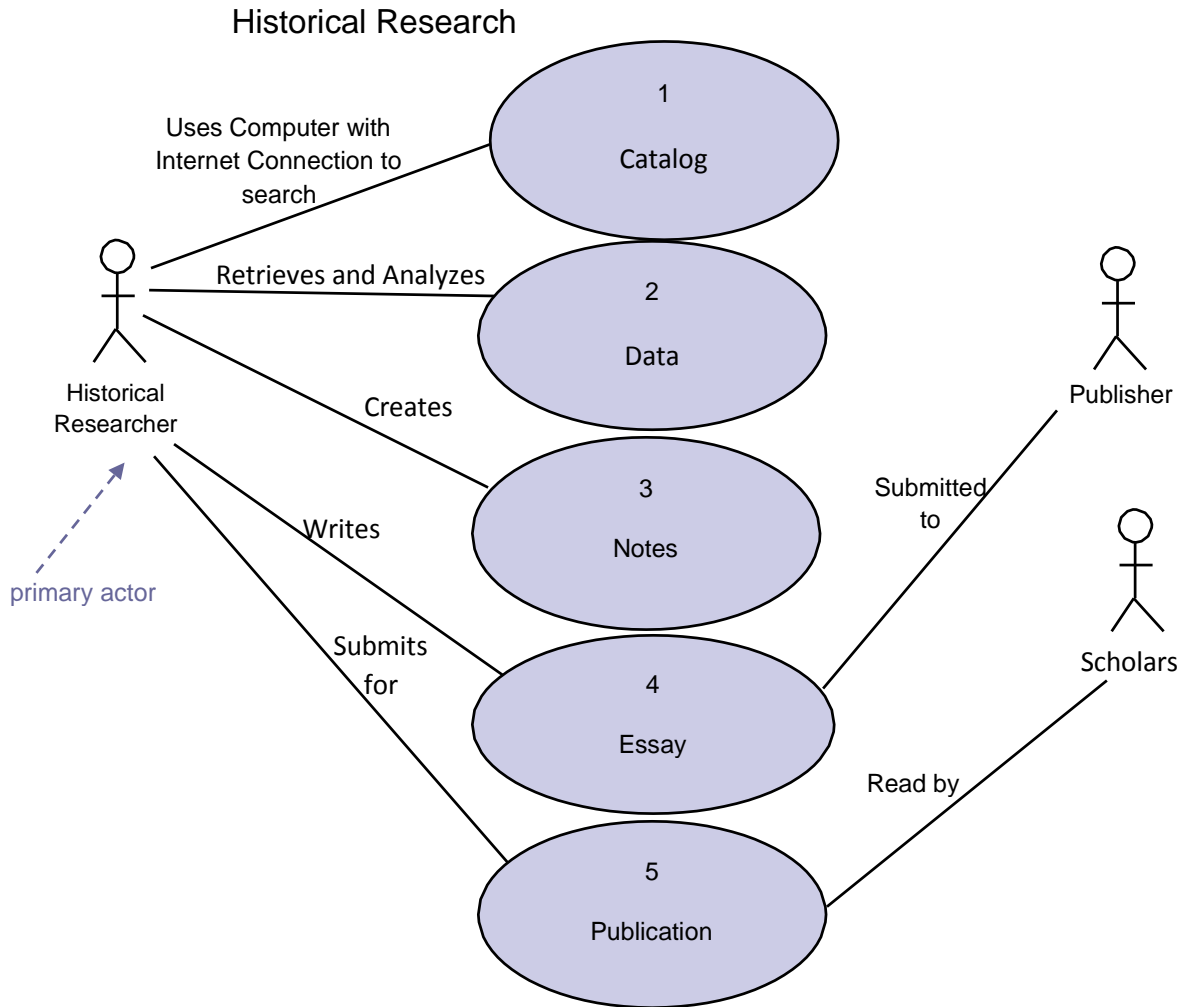 Historical Research
Uses Computer with
Internet Connection to
search
1
Catalog
Retrieves and Analyzes
2
Data
Historical
Researcher
Publisher
Creates
3
Notes
Submitted
to
Writes
primary actor
Submits
for
4
Essay
Scholars
Read by
5
Publication